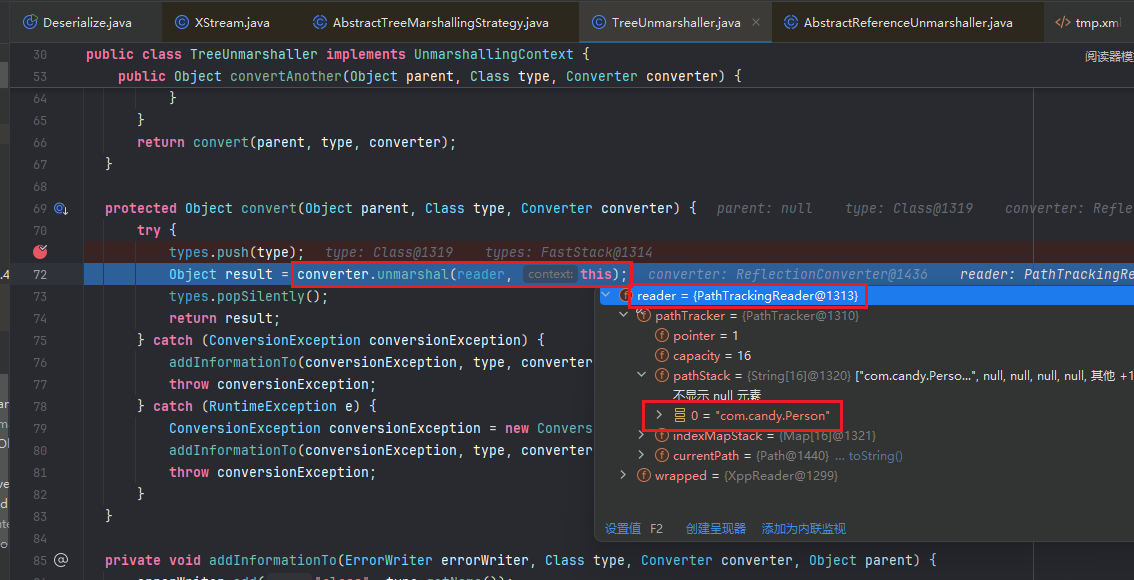 Deserialize.java XStream.java AbstractTreeMarshallingStrategy.java TreeUnmarshaller.java × AbstractReferenceUnmarshaller.java </> tmp.xml
30 public class TreeUnmarshaller implements UnmarshallingContext {
阅读器模
53 public Object convertAnother(Object parent, Class type, Converter converter) {
64 }
65 }
66 return convert(parent, type, converter);
67 }
68
69 protected Object convert(Object parent, Class type, Converter converter) { parent: null type: Class@1319 converter: Refle
70 try {
types.push(type); type: Class@1319 types: FastStack@1314
72 Object result = converter.unmarshal(reader, context: this); converter: ReflectionConverter@1436 reader: PathTrackingRe
73 types.popSilently();
reader = {PathTrackingReader@1313}
74 return result;
pathTracker = {PathTracker@1310}
75 } catch (ConversionException conversionException) {
pointer = 1
76 addInformationTo(conversionException, type, converter
capacity = 16
77 throw conversionException;
pathStack = {String[16]@1320} ["com.candy.Perso...", null, null, null, null, 其他 +1
不显示 null 元素
78 } catch (RuntimeException e) {
0 = "com.candy.Person"
79 ConversionException conversionException = new Convers
indexMapStack = {Map[16]@1321}
80 addInformationTo(conversionException, type, converter
currentPath = {Path@1440} ... toString()
81 throw conversionException;
wrapped = {XppReader@1299}
82 }
83 }
设置值 F2 创建呈现器 添加为内联监视
84
85 @ private void addInformationTo(ErrorWriter errorWriter, Class type, Converter converter, Object parent) {